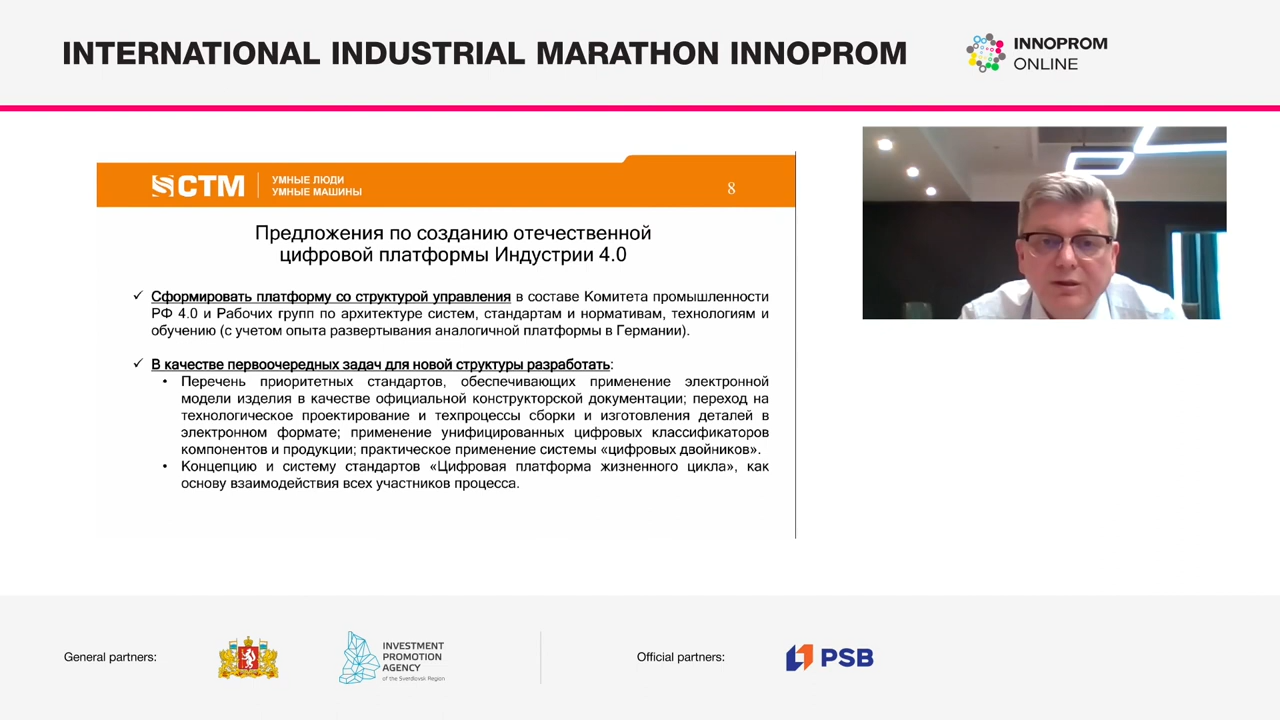 INTERNATIONAL INDUSTRIAL MARATHON INNOPROM
INNOPROM
ONLINE
СТМ
УМНЫЕ ЛЮДИ
УМНЫЕ МАШИНЫ
8
Предложения по созданию отечественной
цифровой платформы Индустрии 4.0
✓ Сформировать платформу со структурой управления в составе Комитета промышленности
РФ 4.0 и Рабочих групп по архитектуре систем, стандартам и нормативам, технологиям и
обучению (с учетом опыта развертывания аналогичной платформы в Германии).
✓ В качестве первоочередных задач для новой структуры разработать:
• Перечень приоритетных стандартов, обеспечивающих применение электронной
модели изделия в качестве официальной конструкторской документации; переход на
технологическое проектирование и техпроцессы сборки и изготовления деталей в
электронном формате; применение унифицированных цифровых классификаторов
компонентов и продукции; практическое применение системы «цифровых двойников».
• Концепцию и систему стандартов «Цифровая платформа жизненного цикла», как
основу взаимодействия всех участников процесса.
General partners:
INVESTMENT
PROMOTION
AGENCY
of the Sverdlovsk Region
Official partners:
PSB